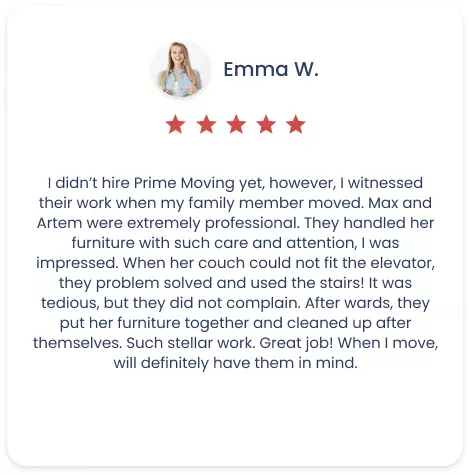 Emma W.
I didn’t hire Prime Moving yet, however, I witnessed
their work when my family member moved. Max and
Artem were extremely professional. They handled her
furniture with such care and attention, I was
impressed. When her couch could not fit the elevator,
they problem solved and used the stairs! It was
tedious, but they did not complain. After wards, they
put her furniture together and cleaned up after
themselves. Such stellar work. Great job! When I move,
will definitely have them in mind.